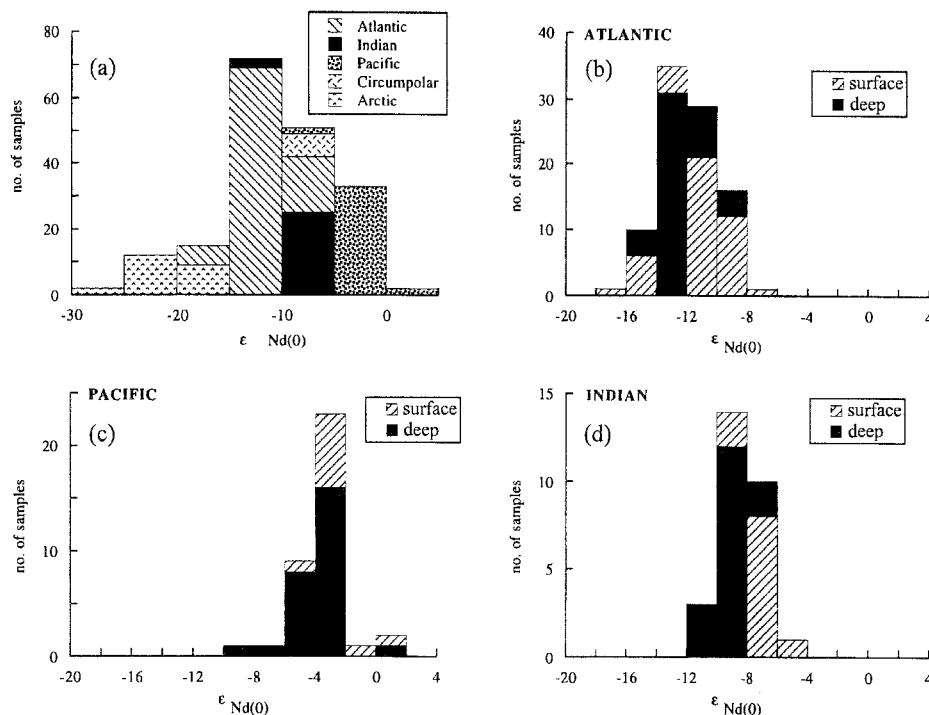 (a)
Atlantic
Indian
Pacific
Circumpolar
Arctic
no. of samples
80
60
40
20
0
-30 -20 -10 0
ε Nd(0)
ATLANTIC
(b)
surface
deep
no. of samples
40
30
20
10
0
-20 -16 -12 -8 -4 0 4
ε Nd(0)
PACIFIC
(c)
surface
deep
no. of samples
20
10
0
-20 -16 -12 -8 -4 0 4
ε Nd(0)
INDIAN
(d)
surface
deep
no. of samples
15
10
5
0
-20 -16 -12 -8 -4 0 4
ε Nd(0)